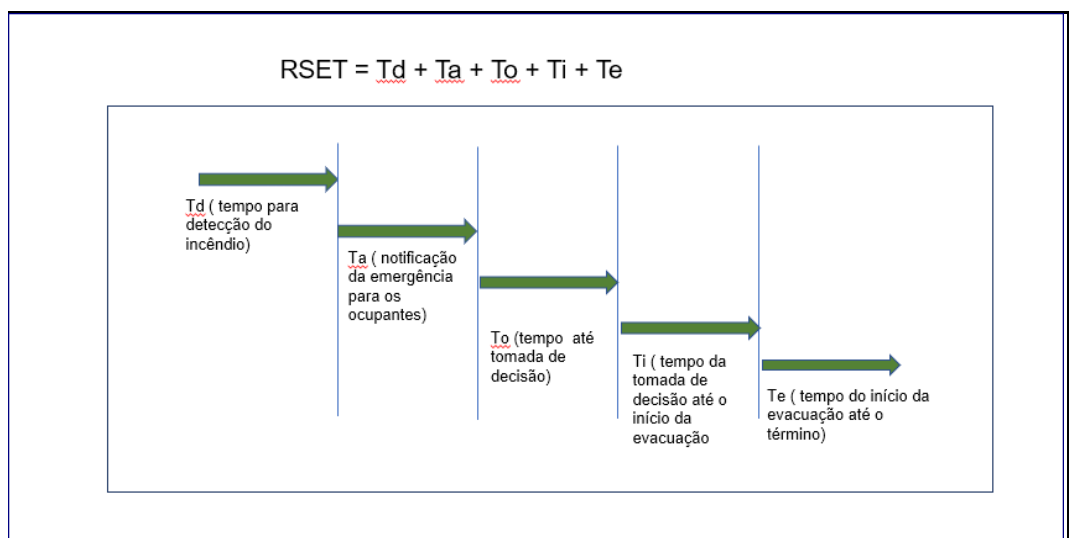 RSET = Td + Ta + To + Ti + Te
Td ( tempo para
detecção do
incêndio)
Ta ( notificação
da emergência
para os
ocupantes)
To (tempo até
tomada de
decisão)
Ti ( tempo da
tomada de
decisão até o
início da
evacuação
Te ( tempo do início da
evacuação até o
término)